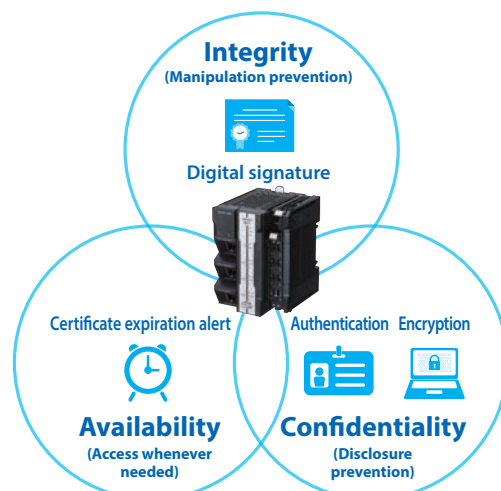 Integrity
(Manipulation prevention)
Digital signature
Certificate expiration alert
Authentication Encryption
Availability
(Access whenever
needed)
Confidentiality
(Disclosure
prevention)